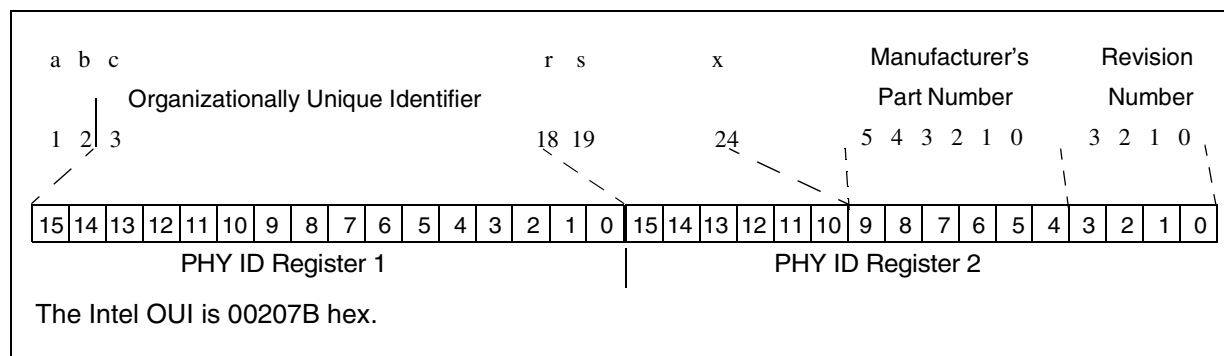 a b c r s x Manufacturer's Revision
Organizationally Unique Identifier Part Number Number
1 2 3 18 19 24 5 4 3 2 1 0 3 2 1 0
15 14 13 12 11 10 9 8 7 6 5 4 3 2 1 0 15 14 13 12 11 10 9 8 7 6 5 4 3 2 1 0
PHY ID Register 1 PHY ID Register 2
The Intel OUI is 00207B hex.